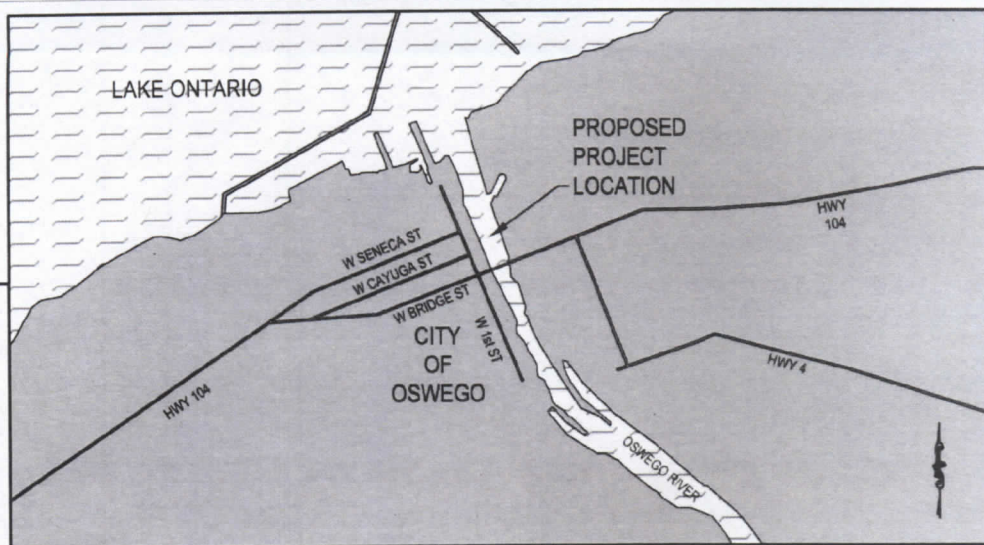 LAKE ONTARIO
PROPOSED
PROJECT
LOCATION
HWY
104
W SENECA ST
W CAYUGA ST
W BRIDGE ST
W 1st ST
CITY
OF
OSWEGO
HWY 104
HWY 4
OSWEGO RIVER